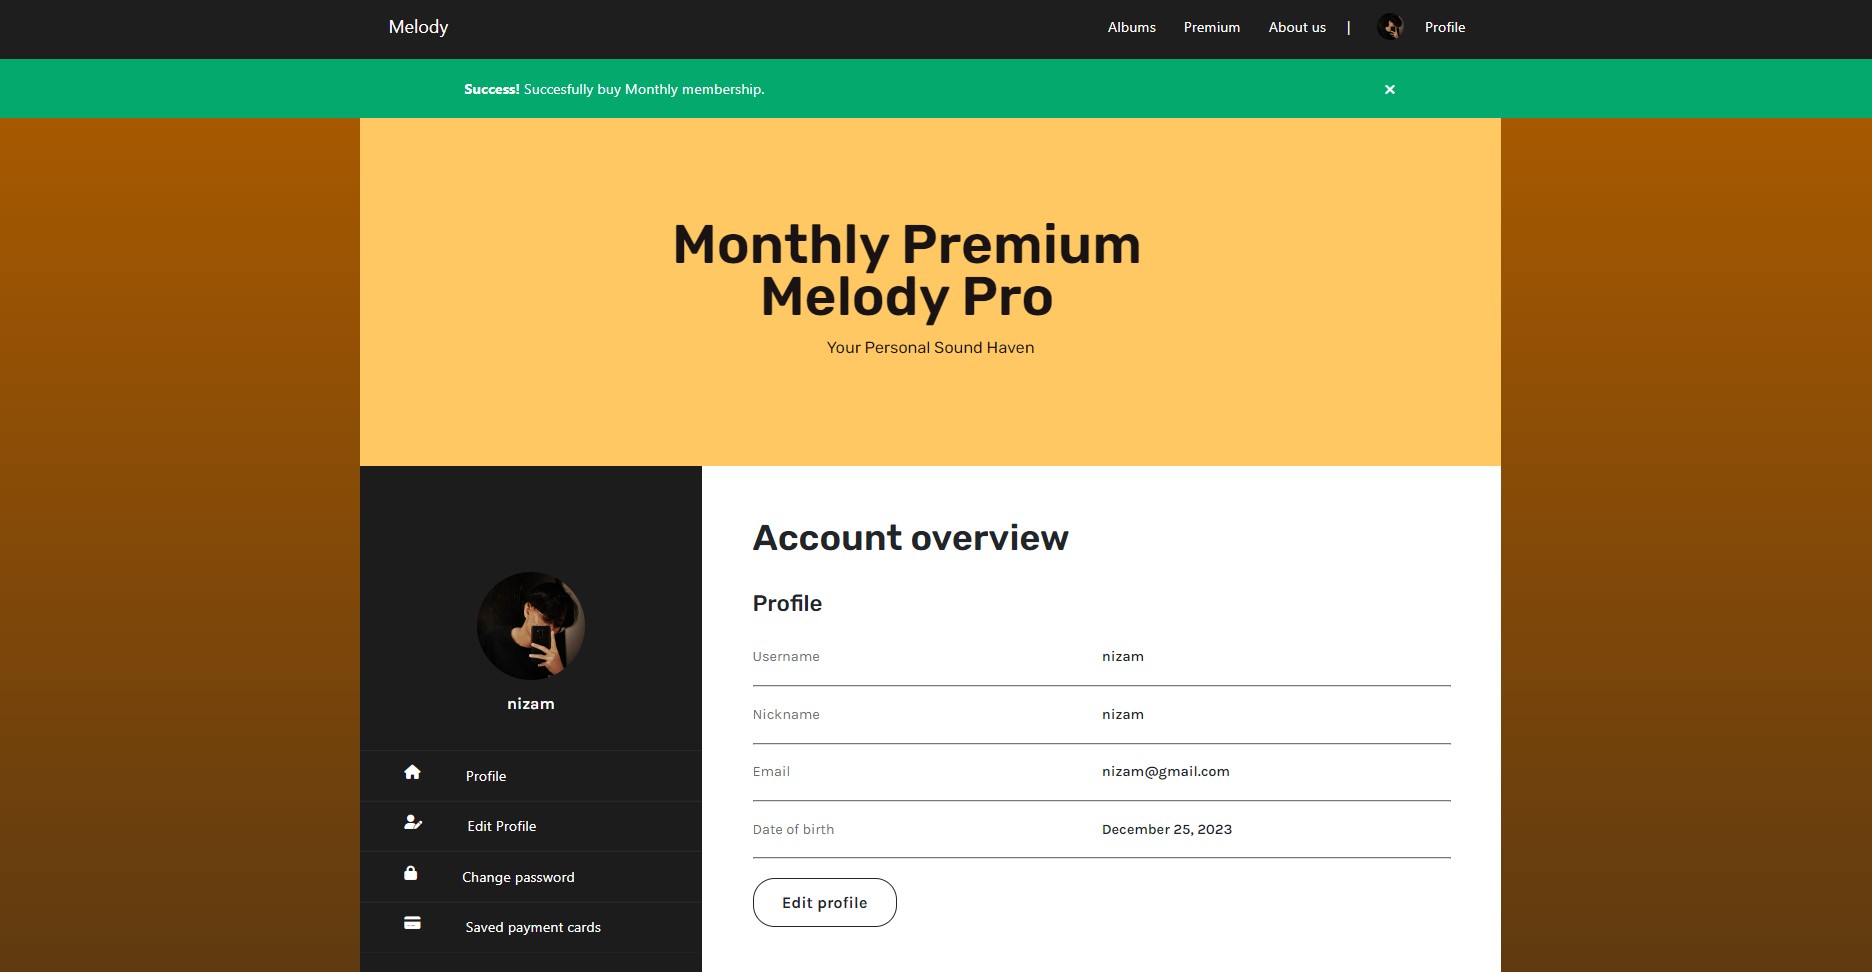 Melody
Albums Premium About us | Profile
Success! Succesfully buy Monthly membership. ×
Monthly Premium
Melody Pro
Your Personal Sound Haven
nizam
Profile
Edit Profile
Change password
Saved payment cards
Account overview
Profile
Username nizam
Nickname nizam
Email nizam@gmail.com
Date of birth December 25, 2023
Edit profile